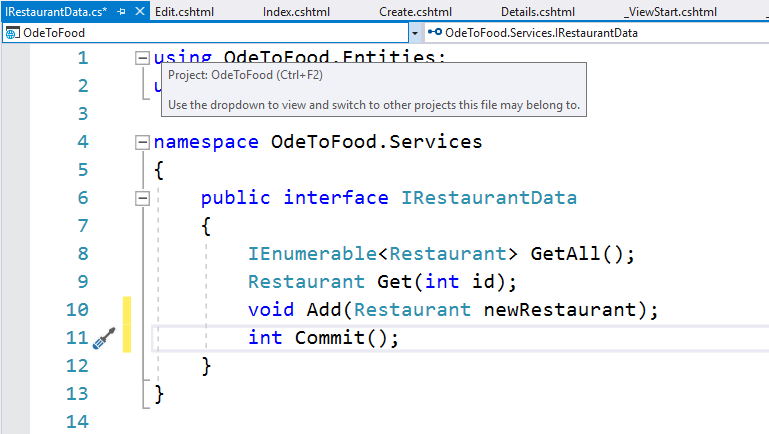 IRestaurantData.cs* Edit.cshtml Index.cshtml Create.cshtml Details.cshtml _ViewStart.cshtml
OdeToFood OdeToFood.Services.IRestaurantData
1 using OdeToFood.Entities;
Project: OdeToFood (Ctrl+F2)
2 u
Use the dropdown to view and switch to other projects this file may belong to.
3
4 namespace OdeToFood.Services
5 {
6 public interface IRestaurantData
7 {
8 IEnumerable<Restaurant> GetAll();
9 Restaurant Get(int id);
10 void Add(Restaurant newRestaurant);
11 int Commit();
12 }
13 }
14